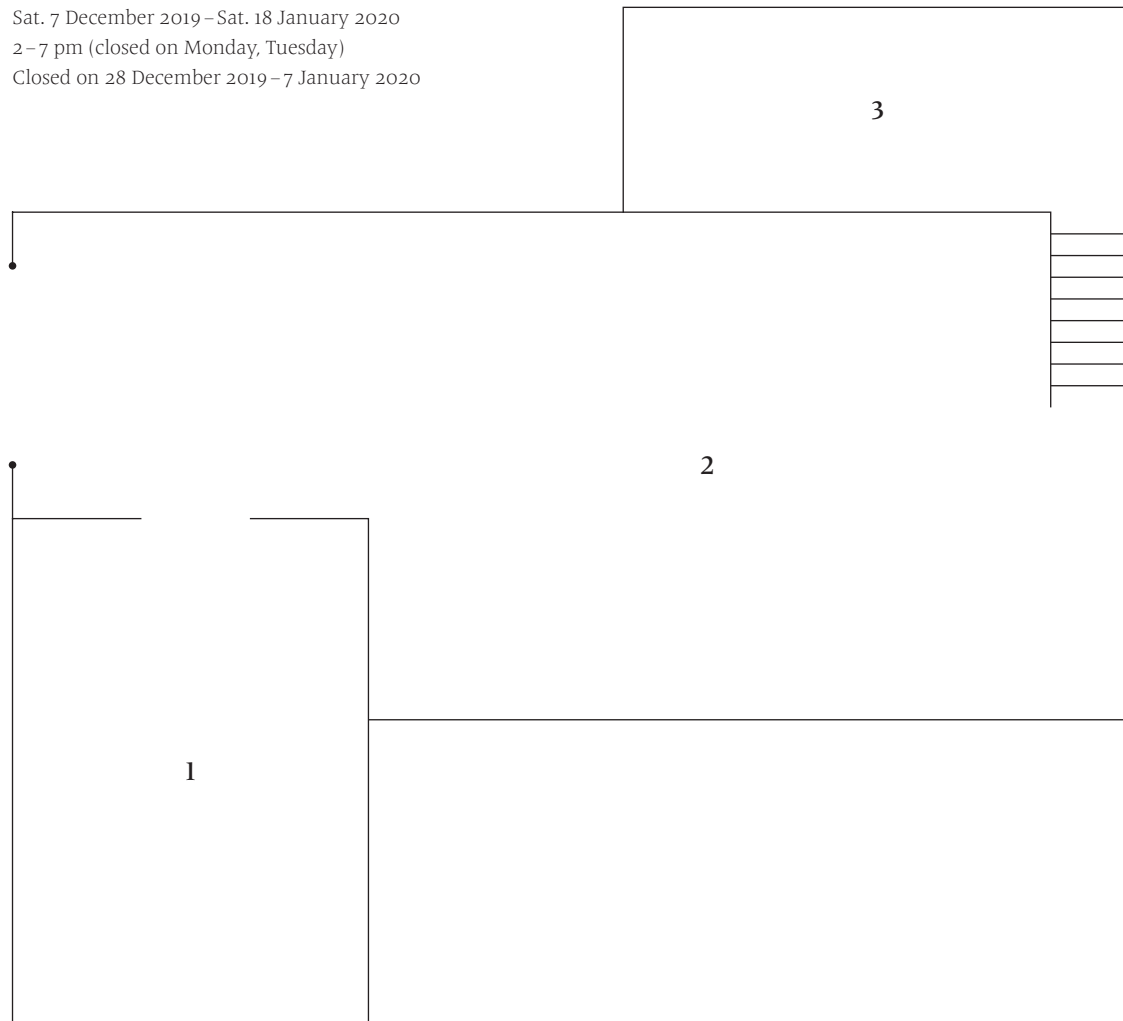 Sat. 7 December 2019 – Sat. 18 January 2020
2 – 7 pm (closed on Monday, Tuesday)
Closed on 28 December 2019 – 7 January 2020
3
2
1